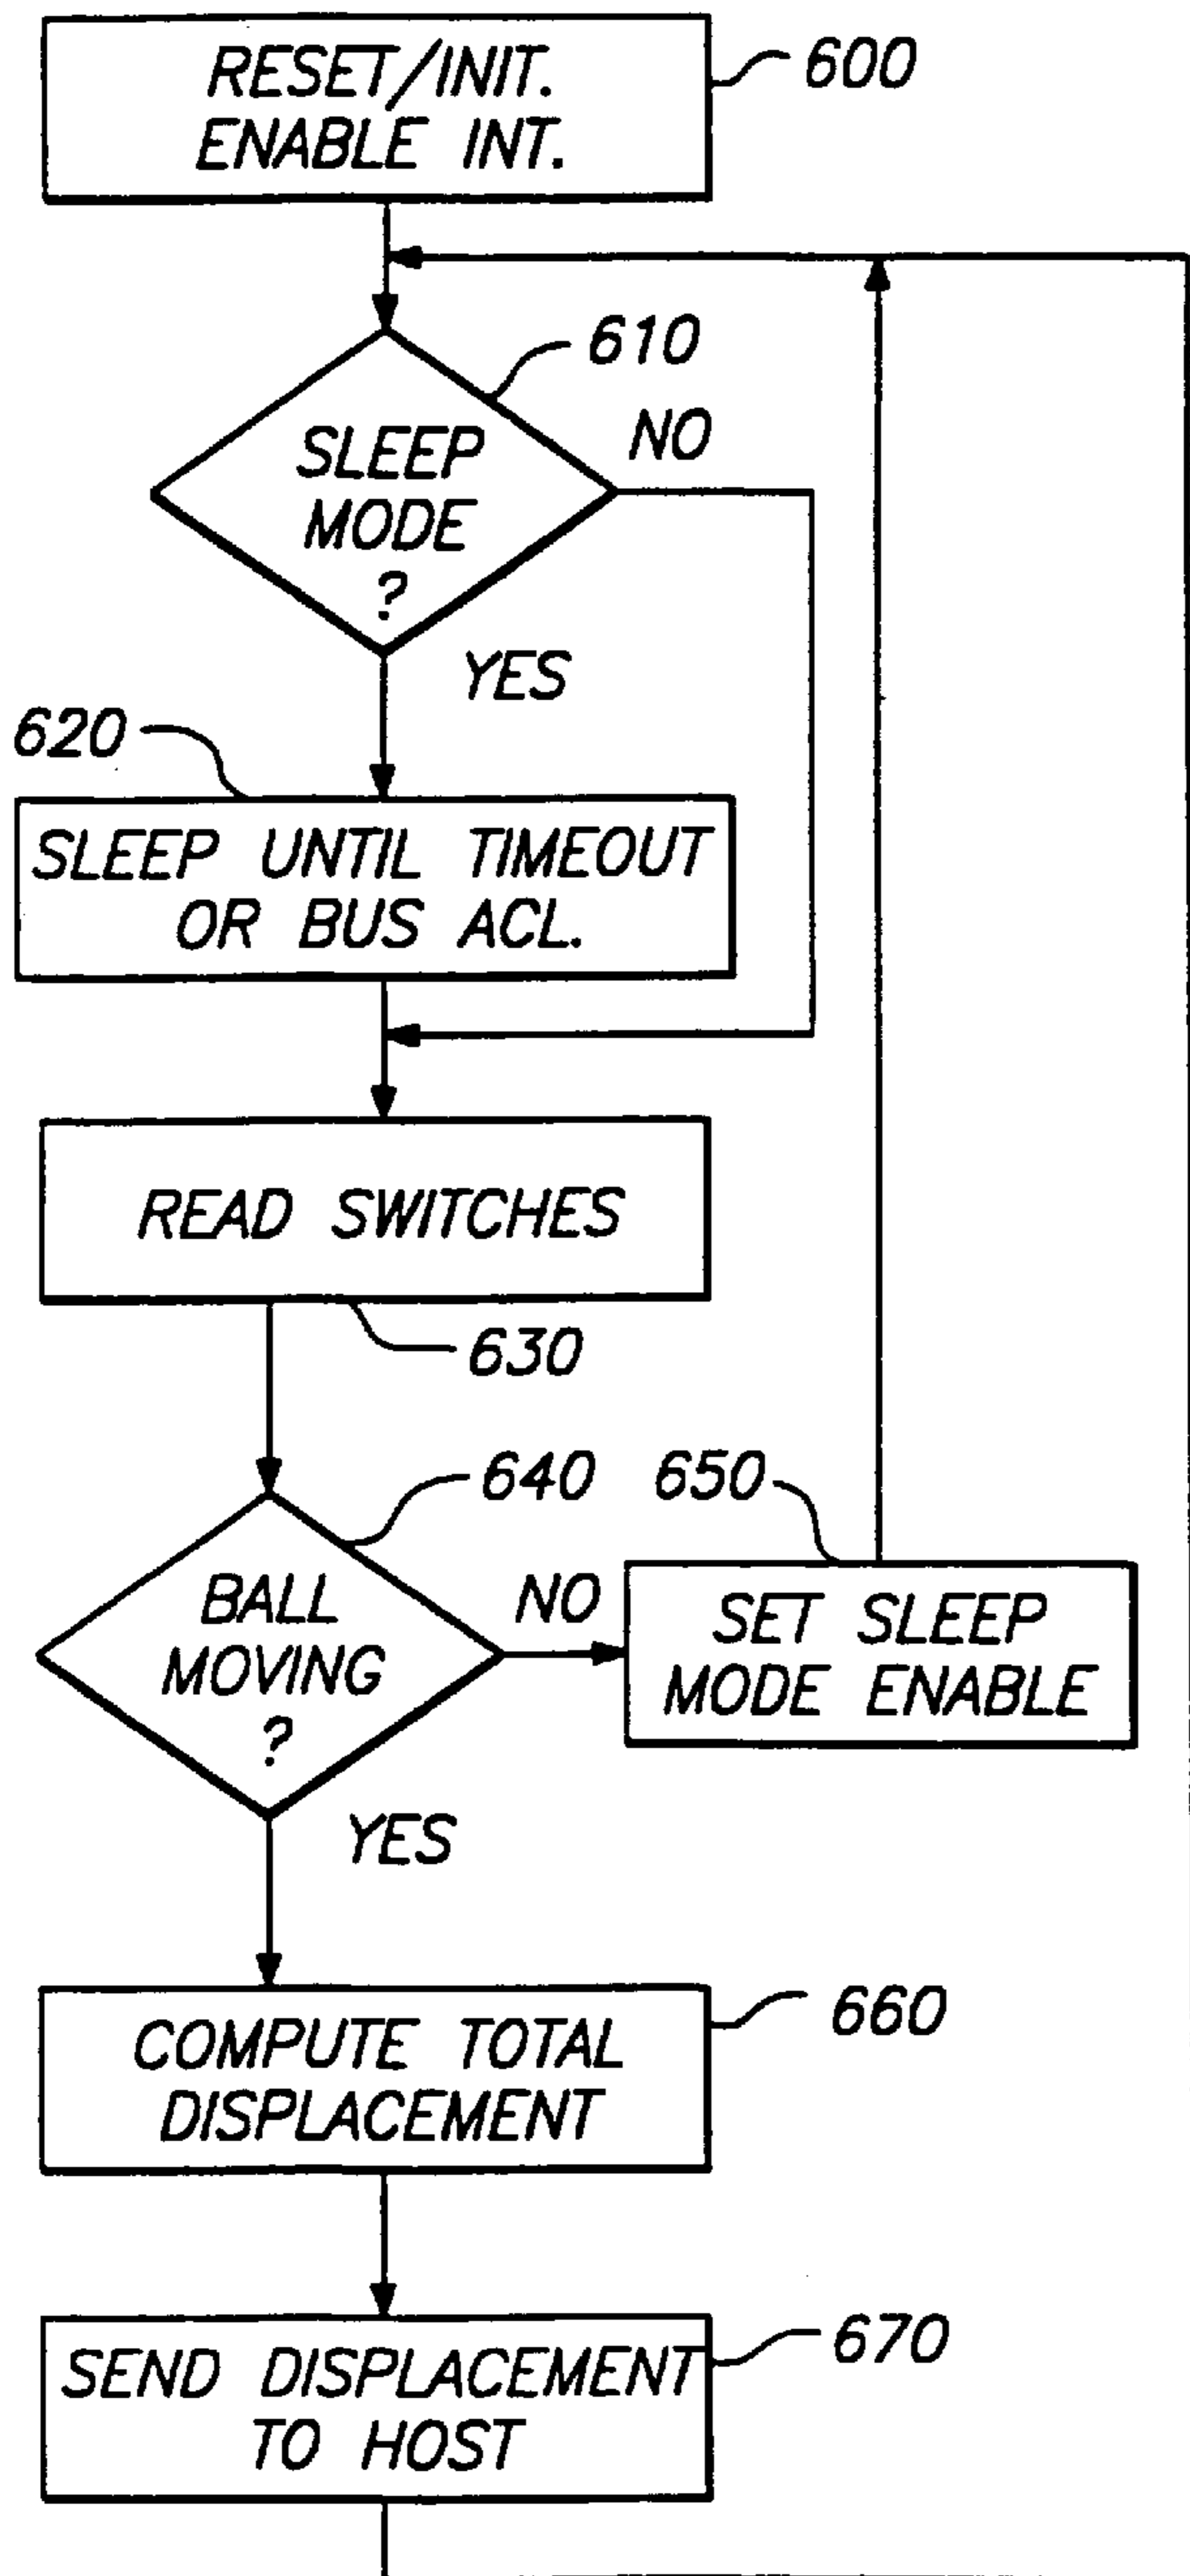 RESET/INIT.
ENABLE INT.
600
610
SLEEP
MODE
?
NO
YES
620
SLEEP UNTIL TIMEOUT
OR BUS ACL.
READ SWITCHES
630
640
BALL
MOVING
?
NO
650
SET SLEEP
MODE ENABLE
YES
COMPUTE TOTAL
DISPLACEMENT
660
SEND DISPLACEMENT
TO HOST
670